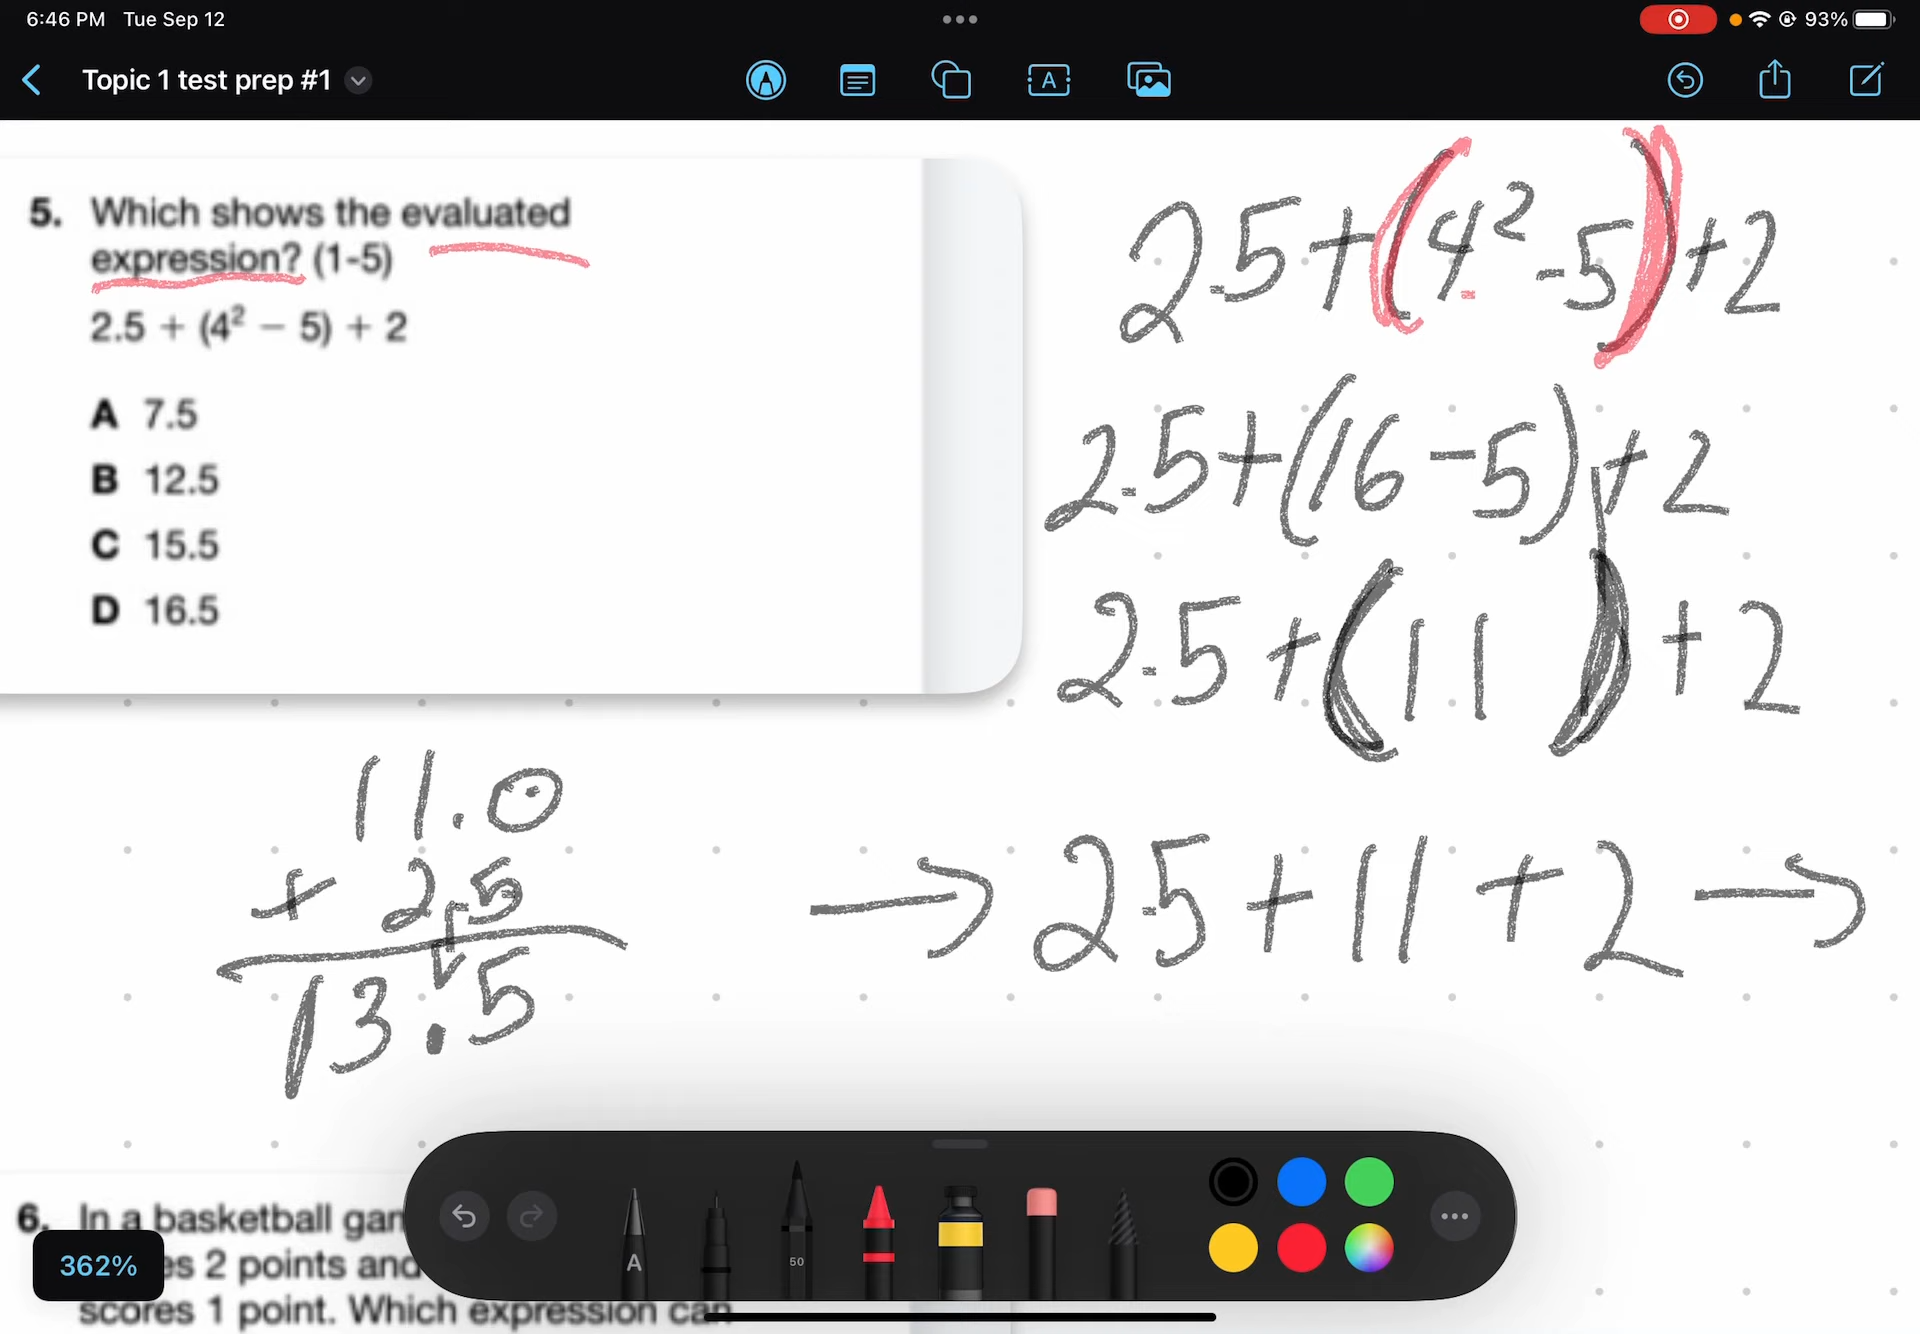 6:46 PM Tue Sep 12
93%
Topic 1 test prep #1
A
5. Which shows the evaluated
expression? (1-5)
2.5 + (4² − 5) + 2
A 7.5
B 12.5
C 15.5
D 16.5
2.5+(4²-5)+2
2.5+(16-5)+2
2.5+(11)+2
11.0
+ 2.5
13.5
→2.5+11+2→
6. In a basketball gam
es 2 points and
scores 1 point. Which expression can
362%
A
50